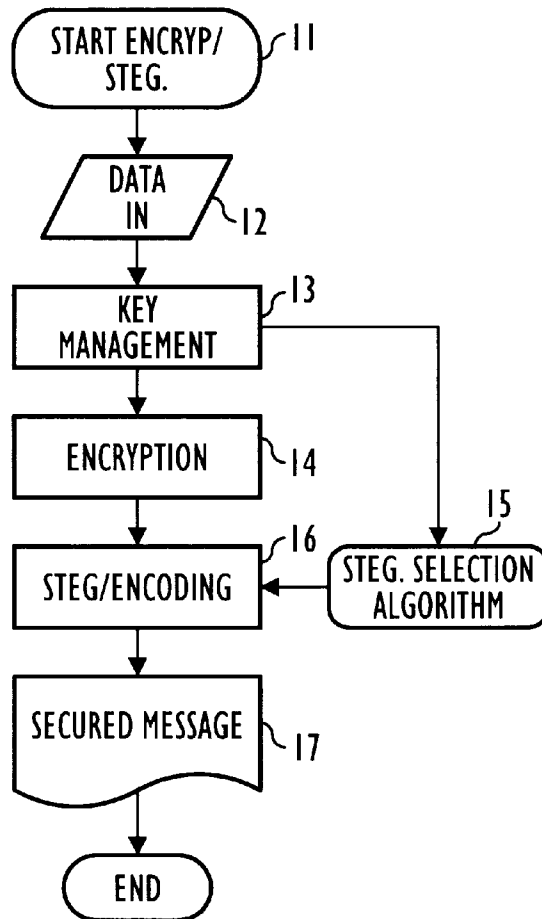 START ENCRYP/
STEG.
11
DATA
IN
12
KEY
MANAGEMENT
13
ENCRYPTION
14
STEG. SELECTION
ALGORITHM
15
STEG/ENCODING
16
SECURED MESSAGE
17
END